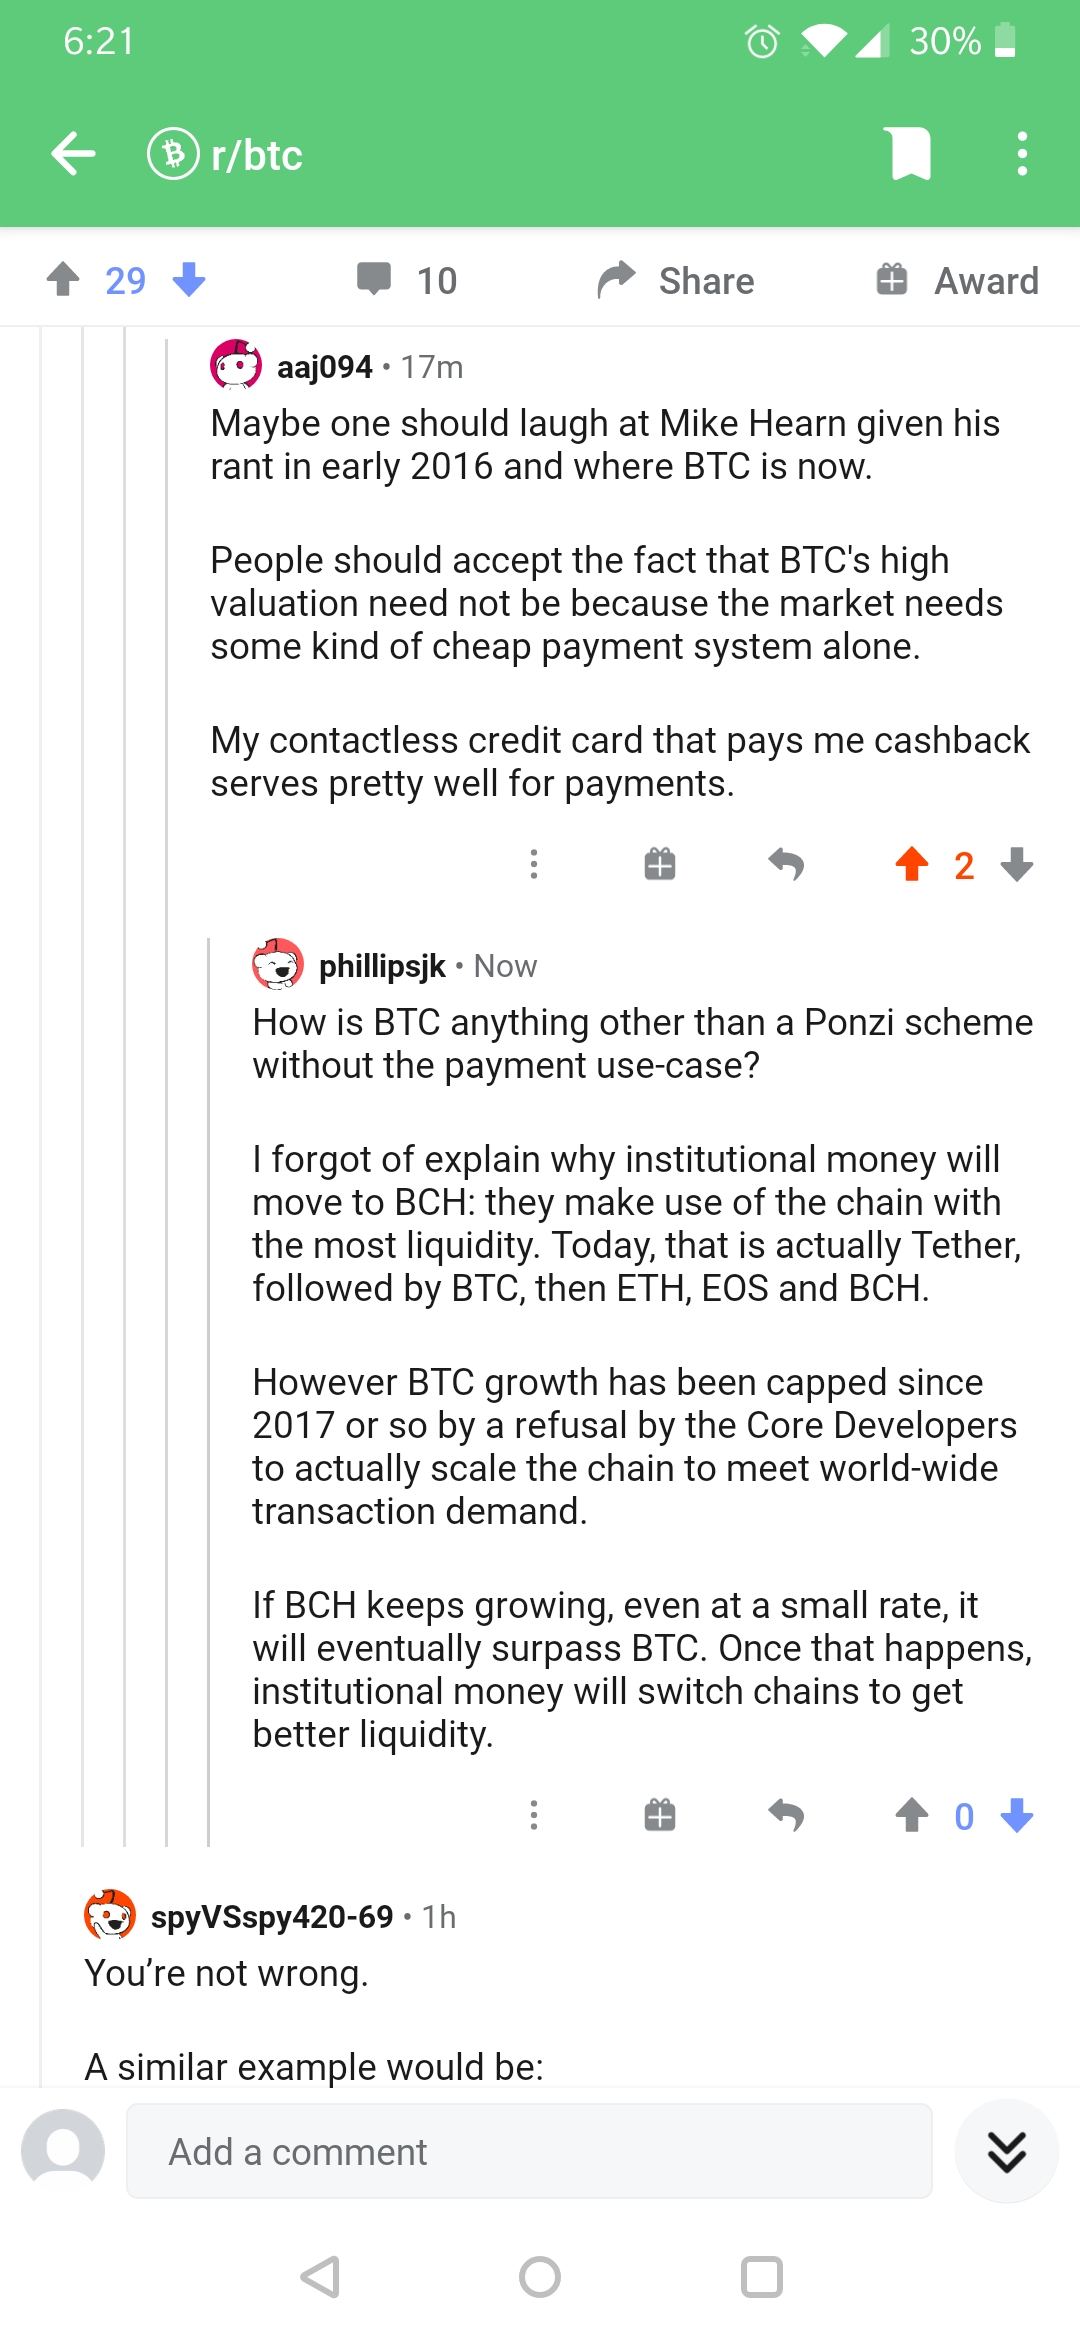 6:21
30%
r/btc
29
10
Share
Award
aaj094 • 17m
Maybe one should laugh at Mike Hearn given his
rant in early 2016 and where BTC is now.
People should accept the fact that BTC's high
valuation need not be because the market needs
some kind of cheap payment system alone.
My contactless credit card that pays me cashback
serves pretty well for payments.
2
phillipsjk • Now
How is BTC anything other than a Ponzi scheme
without the payment use-case?
I forgot of explain why institutional money will
move to BCH: they make use of the chain with
the most liquidity. Today, that is actually Tether,
followed by BTC, then ETH, EOS and BCH.
However BTC growth has been capped since
2017 or so by a refusal by the Core Developers
to actually scale the chain to meet world-wide
transaction demand.
If BCH keeps growing, even at a small rate, it
will eventually surpass BTC. Once that happens,
institutional money will switch chains to get
better liquidity.
0
spyVSspy420-69 • 1h
You’re not wrong.
A similar example would be:
Add a comment